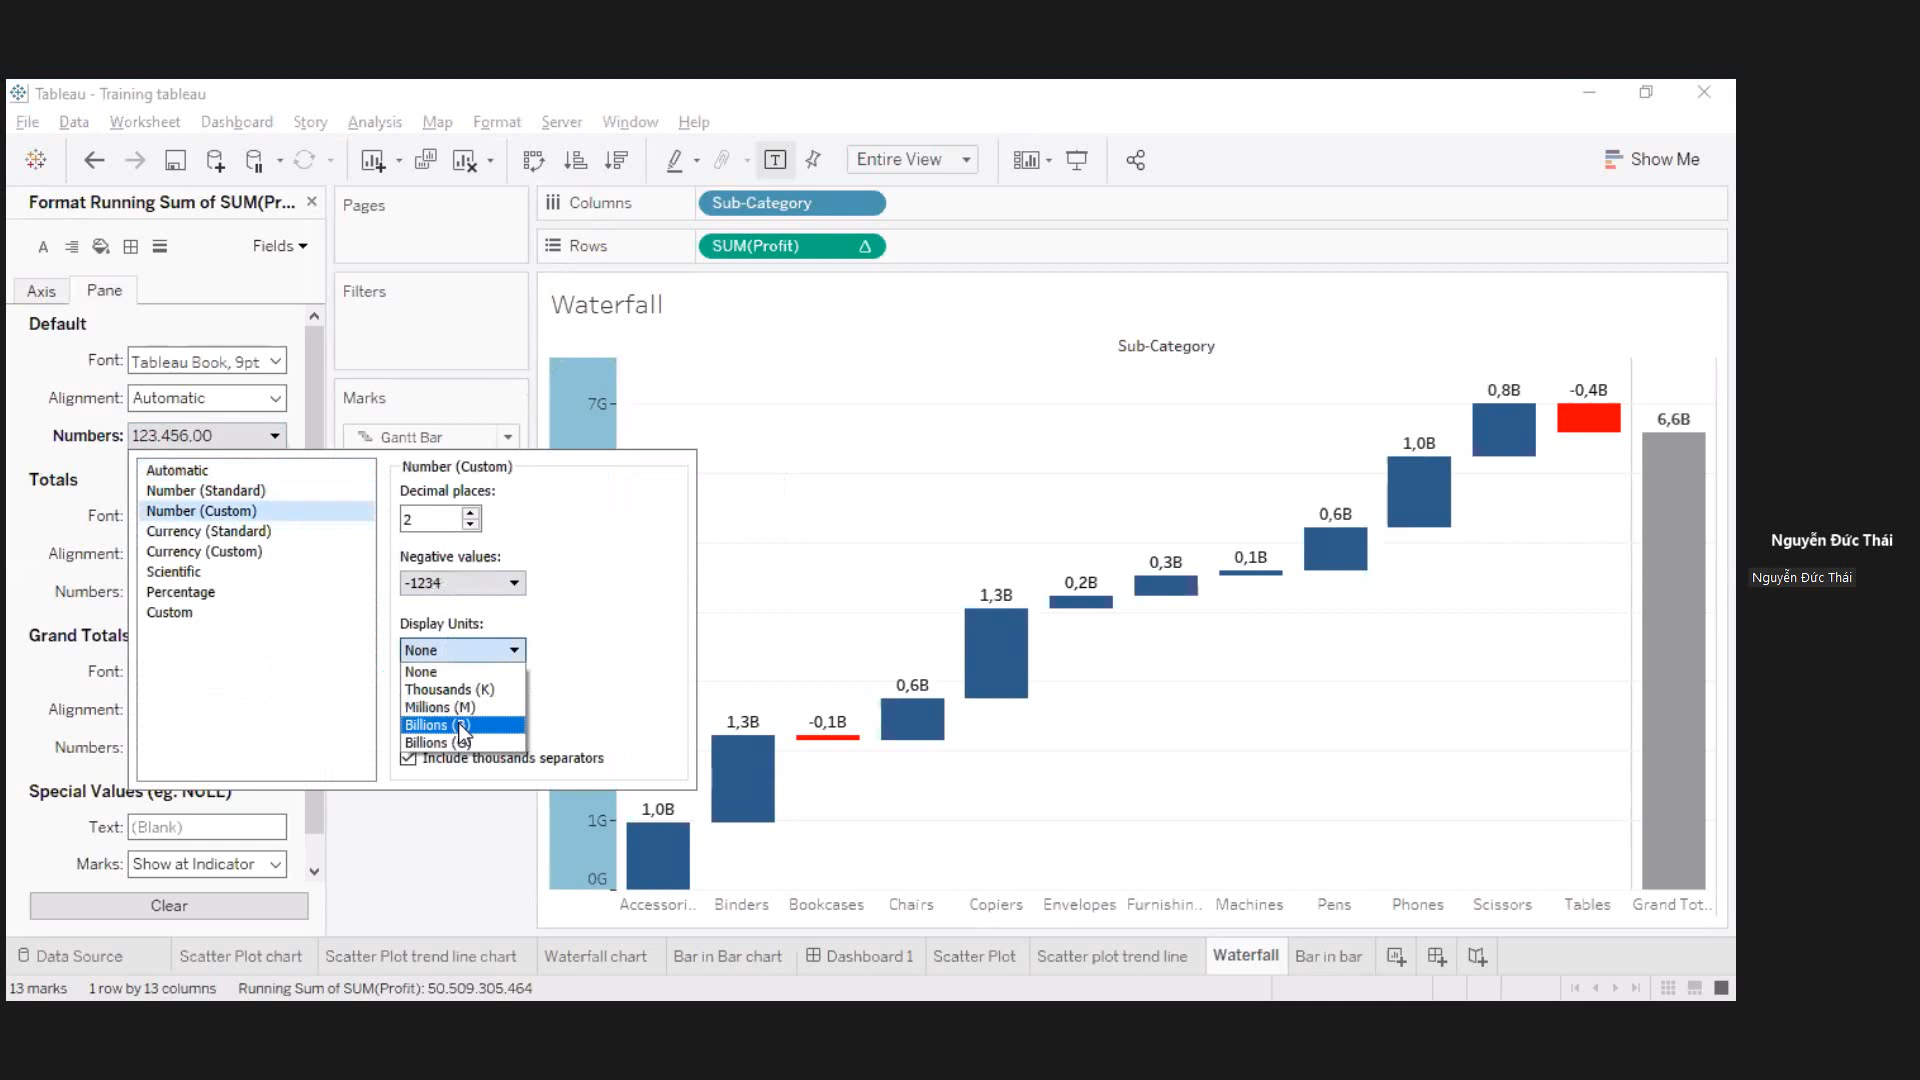 Tableau - Training tableau
File Data Worksheet Dashboard Story Analysis Map Format Server Window Help
Entire View
Show Me
Format Running Sum of SUM(Pr...
Fields
Axis Pane
Default
Font: Tableau Book, 9pt
Alignment: Automatic
Numbers: 123.456,00
Totals
Font:
Alignment:
Numbers:
Grand Totals
Font:
Alignment:
Numbers:
Special Values (eg. NULL)
Text: (Blank)
Marks: Show at Indicator
Clear
Automatic
Number (Standard)
Number (Custom)
Currency (Standard)
Currency (Custom)
Scientific
Percentage
Custom
Number (Custom)
Decimal places:
2
Negative values:
-1234
Display Units:
None
None
Thousands (K)
Millions (M)
Billions (B)
Billions (G)
Include thousands separators
Pages
Filters
Marks
Gantt Bar
Columns Sub-Category
Rows SUM(Profit)
Waterfall
Sub-Category
7G
1G
0G
1,0B
1,3B
-0,1B
0,6B
1,3B
0,2B
0,3B
0,1B
0,6B
1,0B
0,8B
-0,4B
6,6B
Accessori.. Binders Bookcases Chairs Copiers Envelopes Furnishin.. Machines Pens Phones Scissors Tables Grand Tot..
Data Source Scatter Plot chart Scatter Plot trend line chart Waterfall chart Bar in Bar chart Dashboard 1 Scatter Plot Scatter plot trend line Waterfall Bar in bar
13 marks 1 row by 13 columns Running Sum of SUM(Profit): 50.509.305.464
Nguyễn Đức Thái
Nguyễn Đức Thái